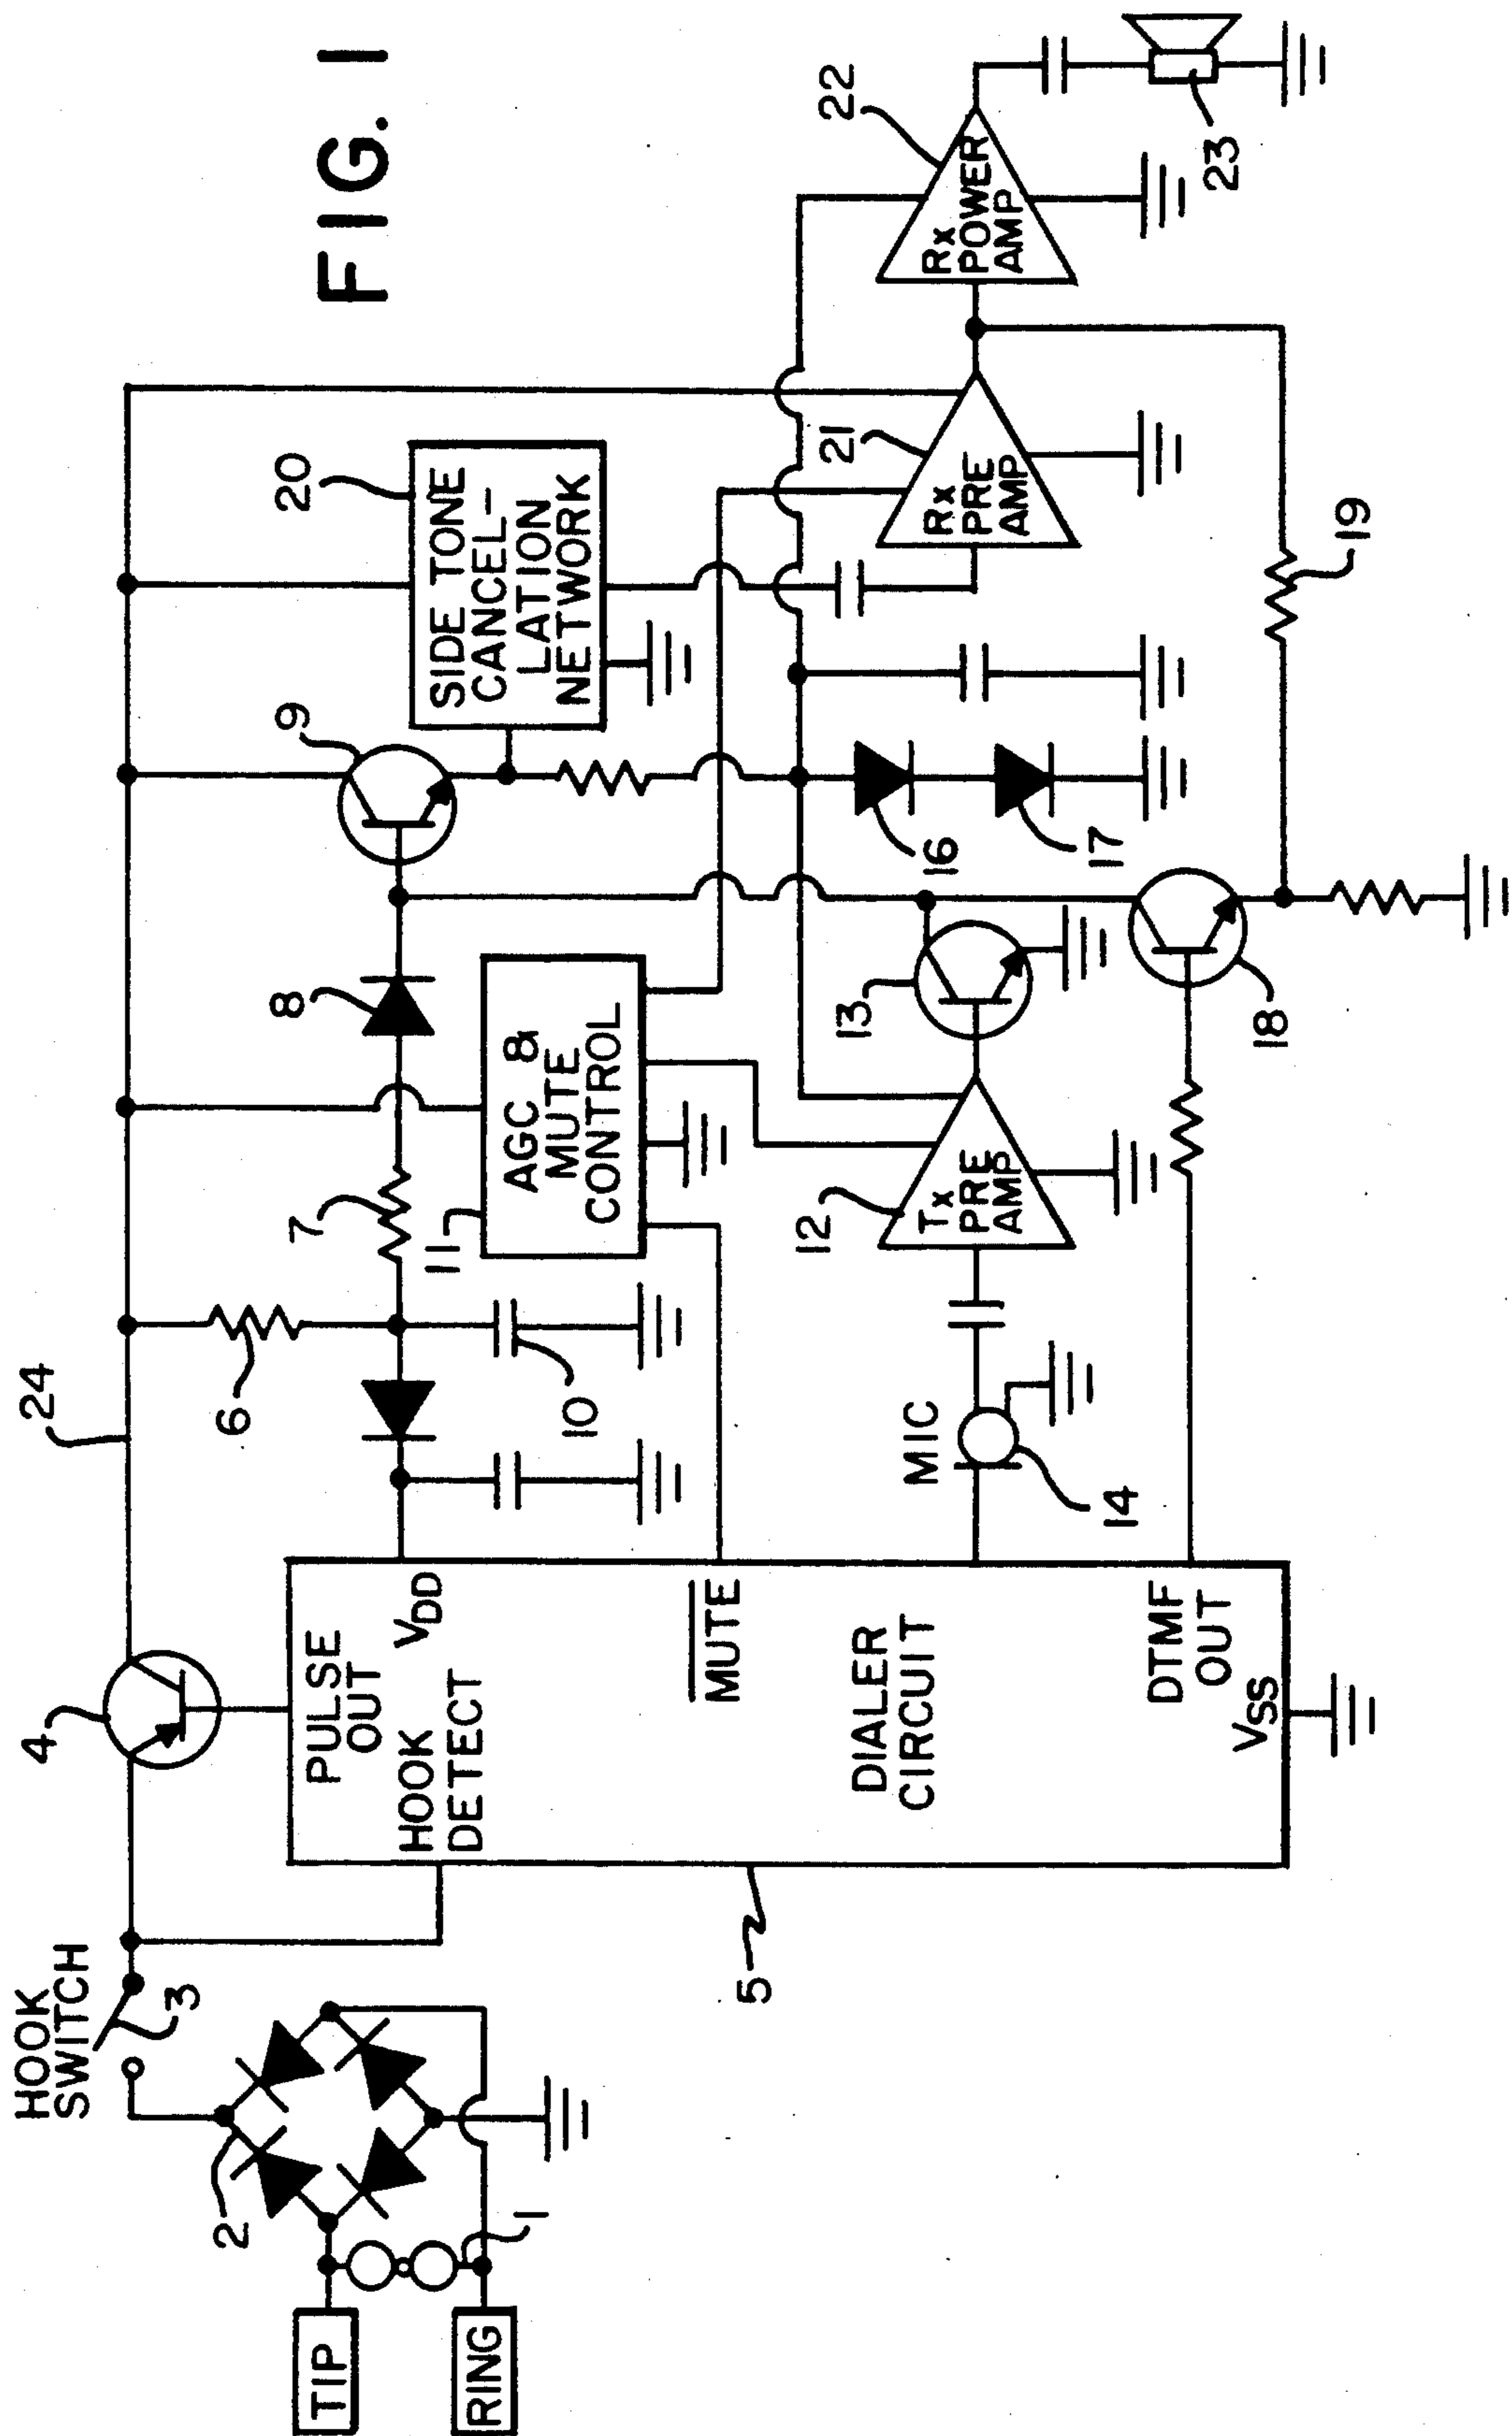 FIG. 1
HOOK
SWITCH
3
4
24
2
TIP
RING
1
5
PULSE
OUT
HOOK
DETECT
VDD
MUTE
DIALER
CIRCUIT
DTMF
OUT
VSS
6
7
8
9
10
11
AGC &
MUTE
CONTROL
20
SIDE TONE
CANCEL-
LATION
NETWORK
MIC
14
12
Tx
PRE
AMP
13
16
17
18
19
21
Rx
PRE
AMP
22
Rx
POWER
AMP
23